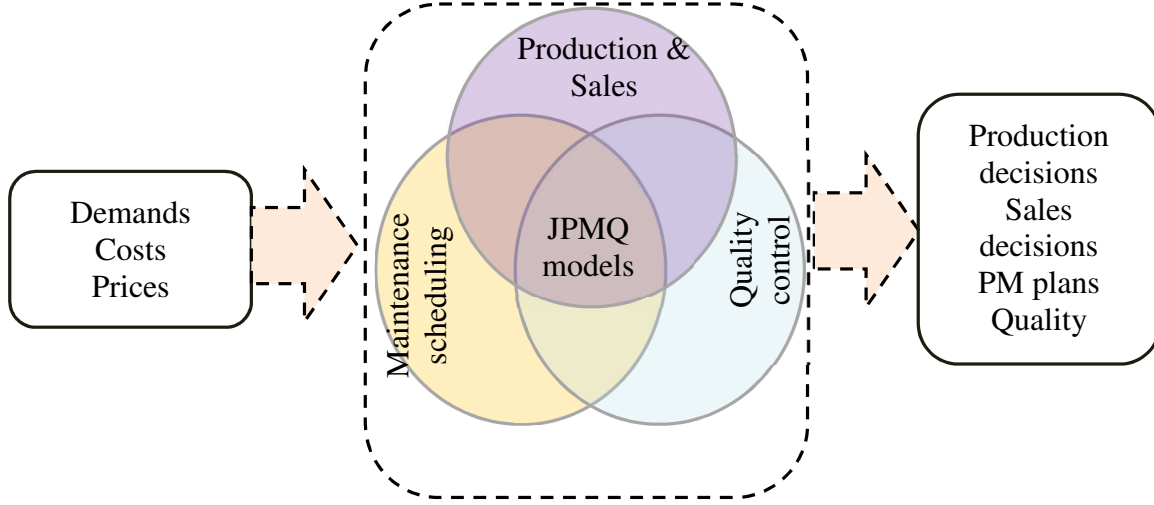 Demands
Costs
Prices
Production &
Sales
Maintenance
scheduling
JPMQ
models
Quality
control
Production
decisions
Sales
decisions
PM plans
Quality